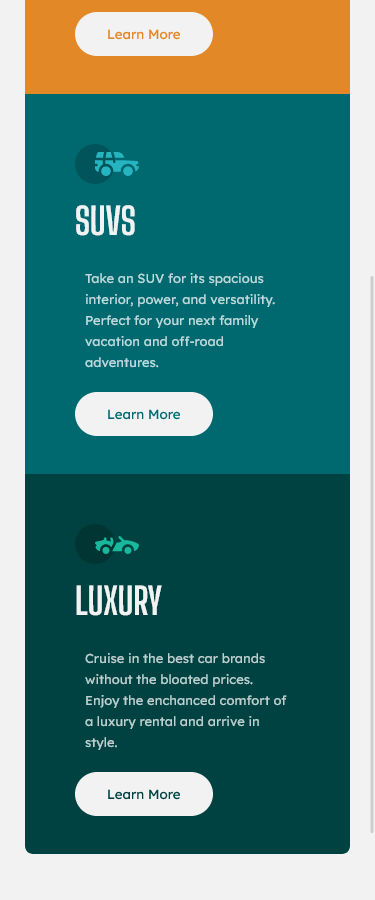 Learn More
SUVS
Take an SUV for its spacious
interior, power, and versatility.
Perfect for your next family
vacation and off-road
adventures.
Learn More
LUXURY
Cruise in the best car brands
without the bloated prices.
Enjoy the enchanced comfort of
a luxury rental and arrive in
style.
Learn More